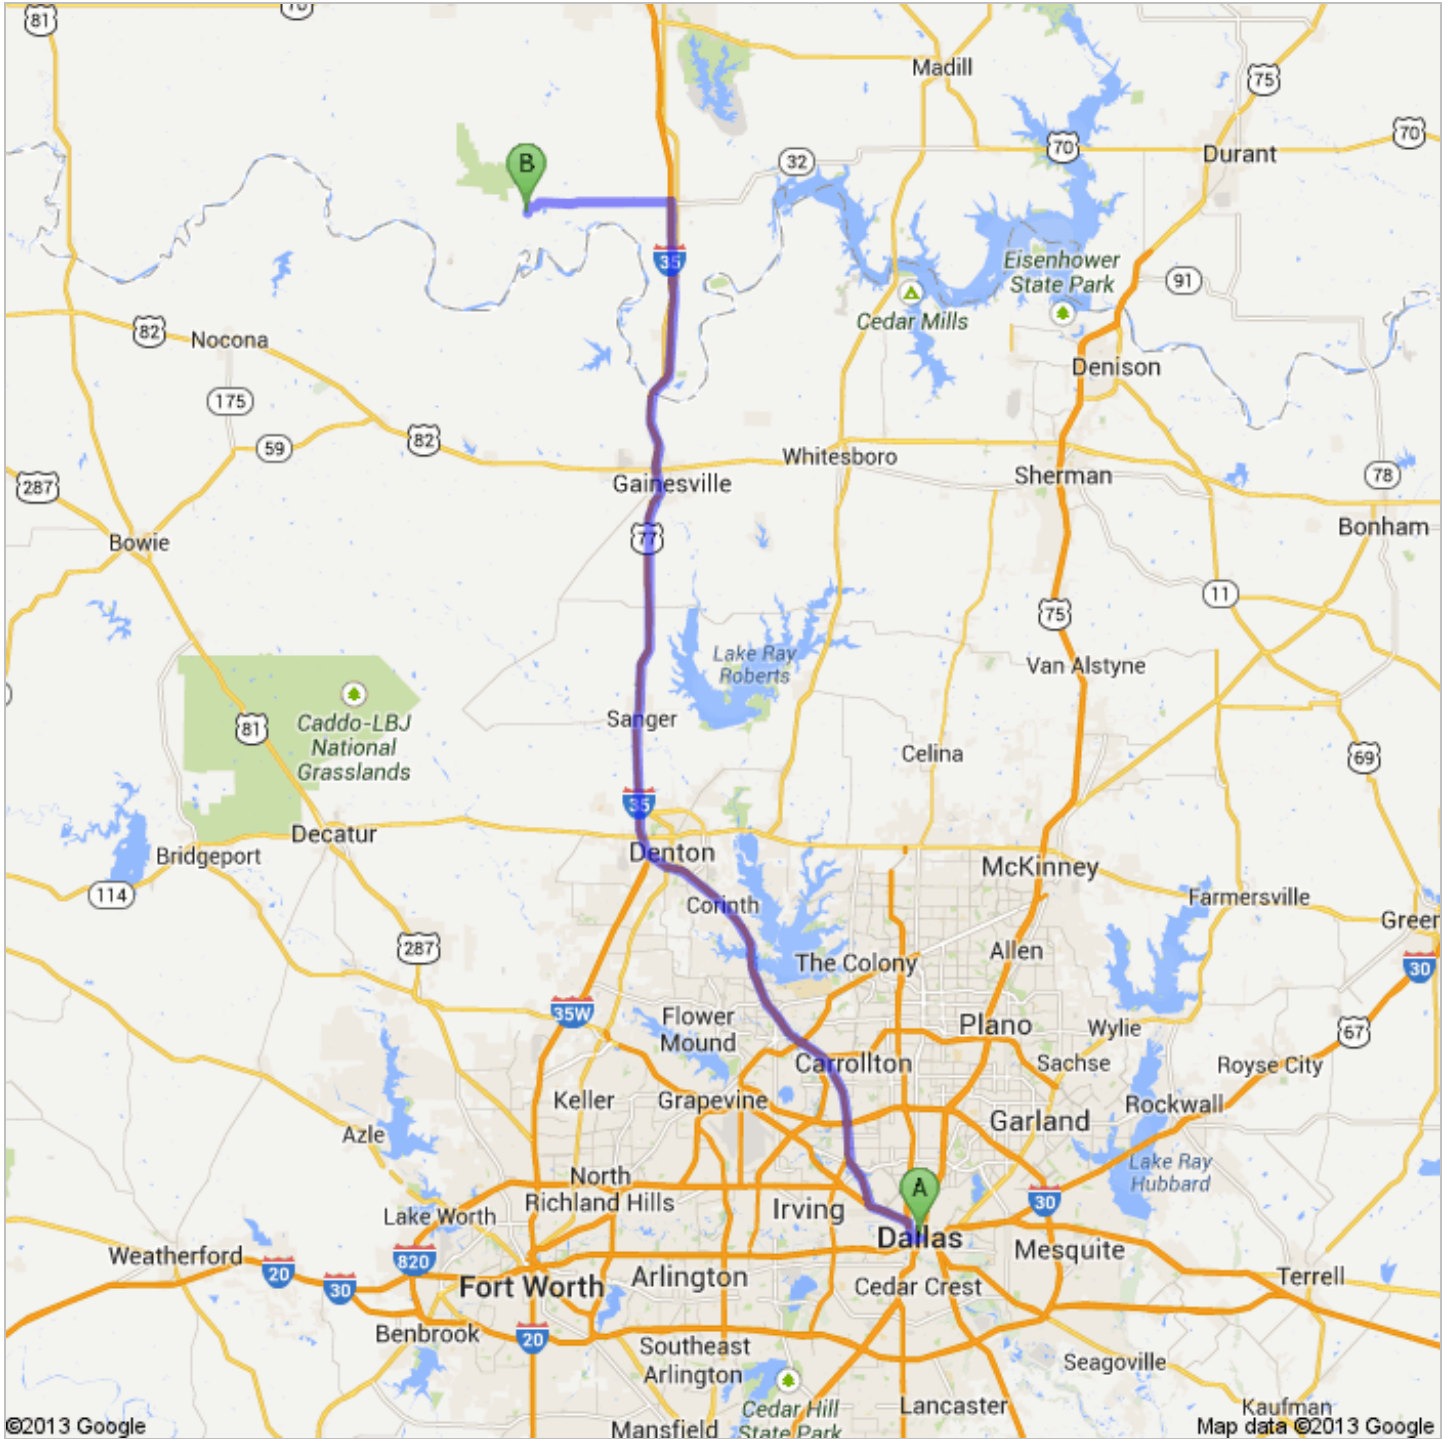 81
70
Madill
75
70
Durant
70
B
32
35
Eisenhower
State Park
91
Cedar Mills
82
Nocona
Denison
175
82
59
Whitesboro
Sherman
78
287
Gainesville
Bonham
Bowie
77
11
75
Lake Ray
Roberts
Van Alstyne
Sanger
81
Caddo-LBJ
National
Grasslands
Celina
69
35
Decatur
Denton
Bridgeport
McKinney
114
Farmersville
Corinth
Green
287
Allen
The Colony
30
35W
Flower
Mound
Plano
Wylie
67
Carrollton
Sachse
Royse City
Keller
Grapevine
Rockwall
Garland
Azle
Lake Ray
Hubbard
North
Richland Hills
A
30
Irving
Lake Worth
Dallas
Mesquite
Weatherford
820
20
30
Fort Worth
Arlington
Cedar Crest
Terrell
Benbrook
20
Southeast
Arlington
Seagoville
Cedar Hill
State Park
Lancaster
Kaufman
Mansfield
©2013 Google
Map data ©2013 Google